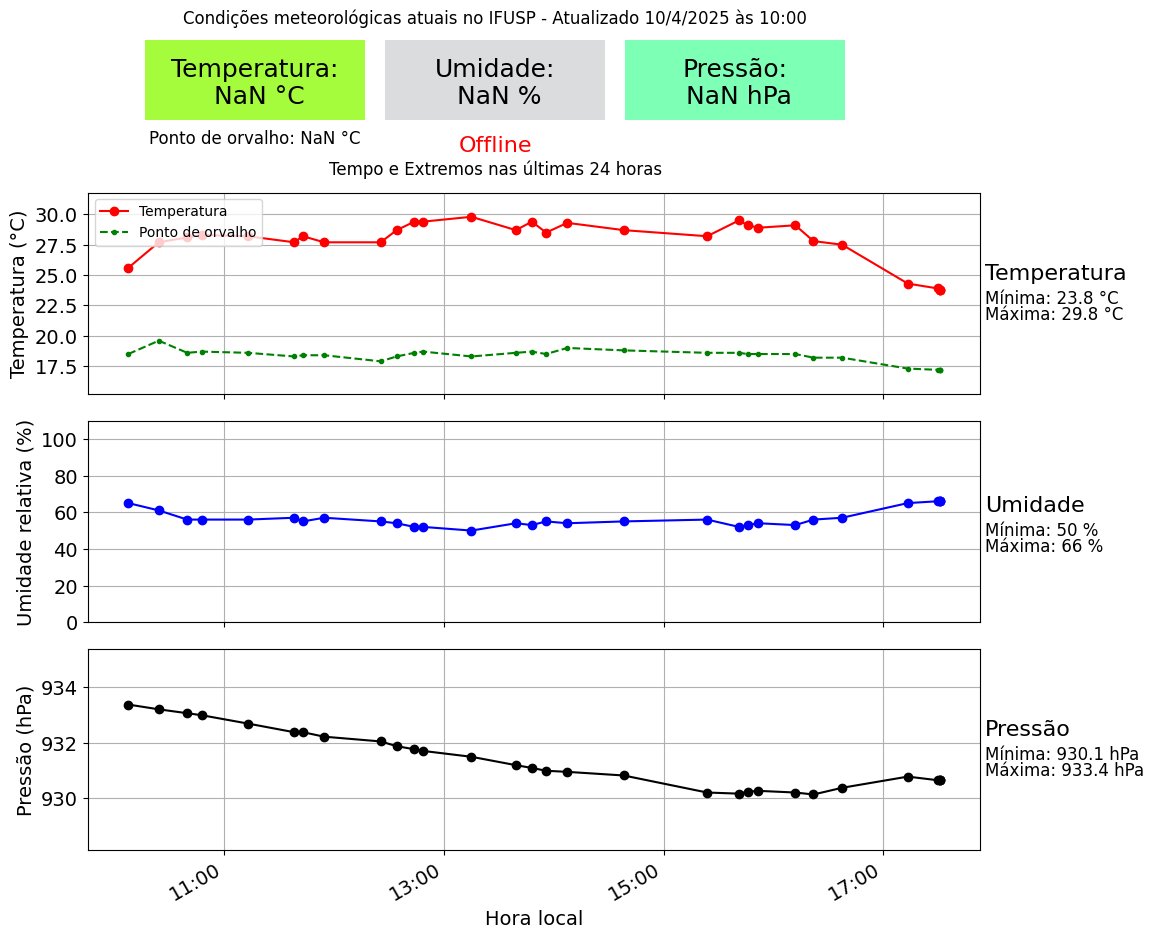 Condições meteorológicas atuais no IFUSP - Atualizado 10/4/2025 às 10:00
Temperatura:
NaN °C
Umidade:
NaN %
Pressão:
NaN hPa
Ponto de orvalho: NaN °C
Offline
Tempo e Extremos nas últimas 24 horas
Temperatura (°C)
30.0
27.5
25.0
22.5
20.0
17.5
Temperatura
Ponto de orvalho
Temperatura
Mínima: 23.8 °C
Máxima: 29.8 °C
Umidade relativa (%)
100
80
60
40
20
0
Umidade
Mínima: 50 %
Máxima: 66 %
Pressão (hPa)
934
932
930
Pressão
Mínima: 930.1 hPa
Máxima: 933.4 hPa
11:00
13:00
15:00
17:00
Hora local